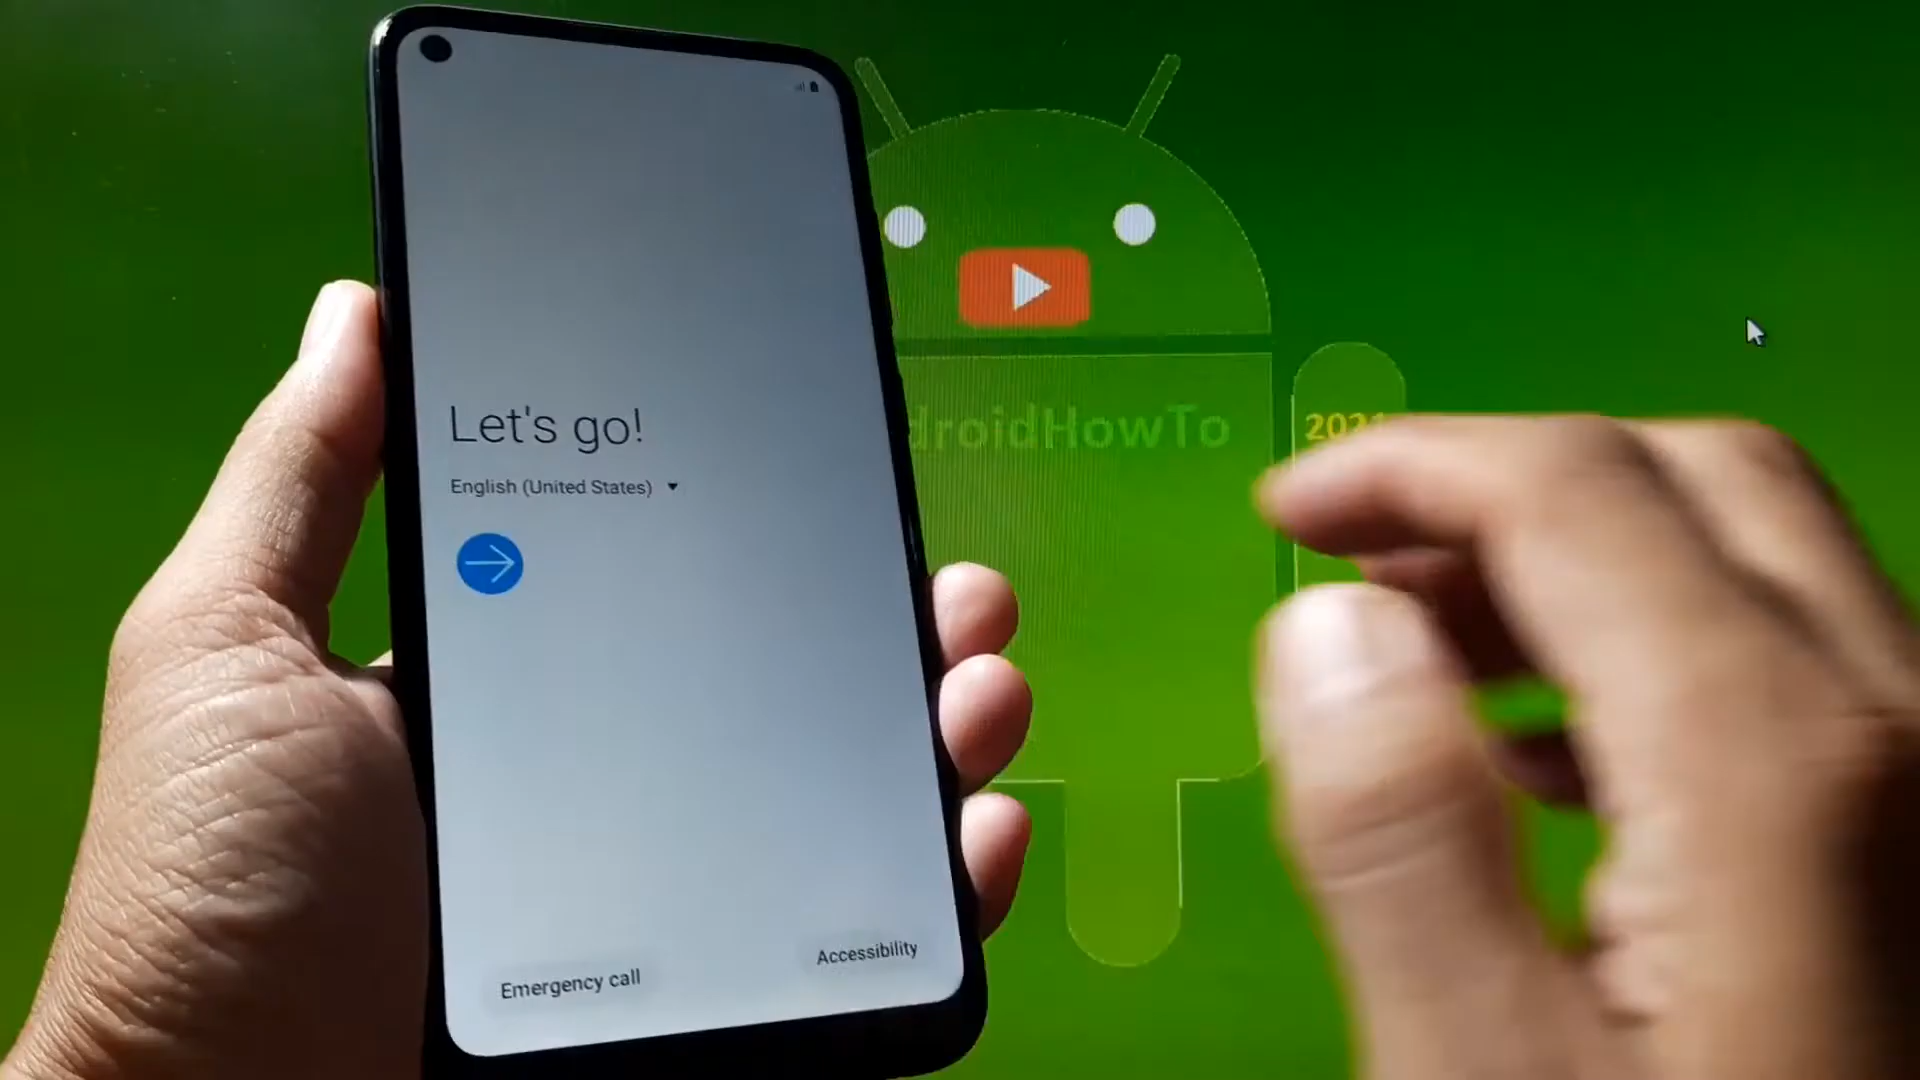 Let's go!
English (United States)
Emergency call
Accessibility
droidHowTo
2021